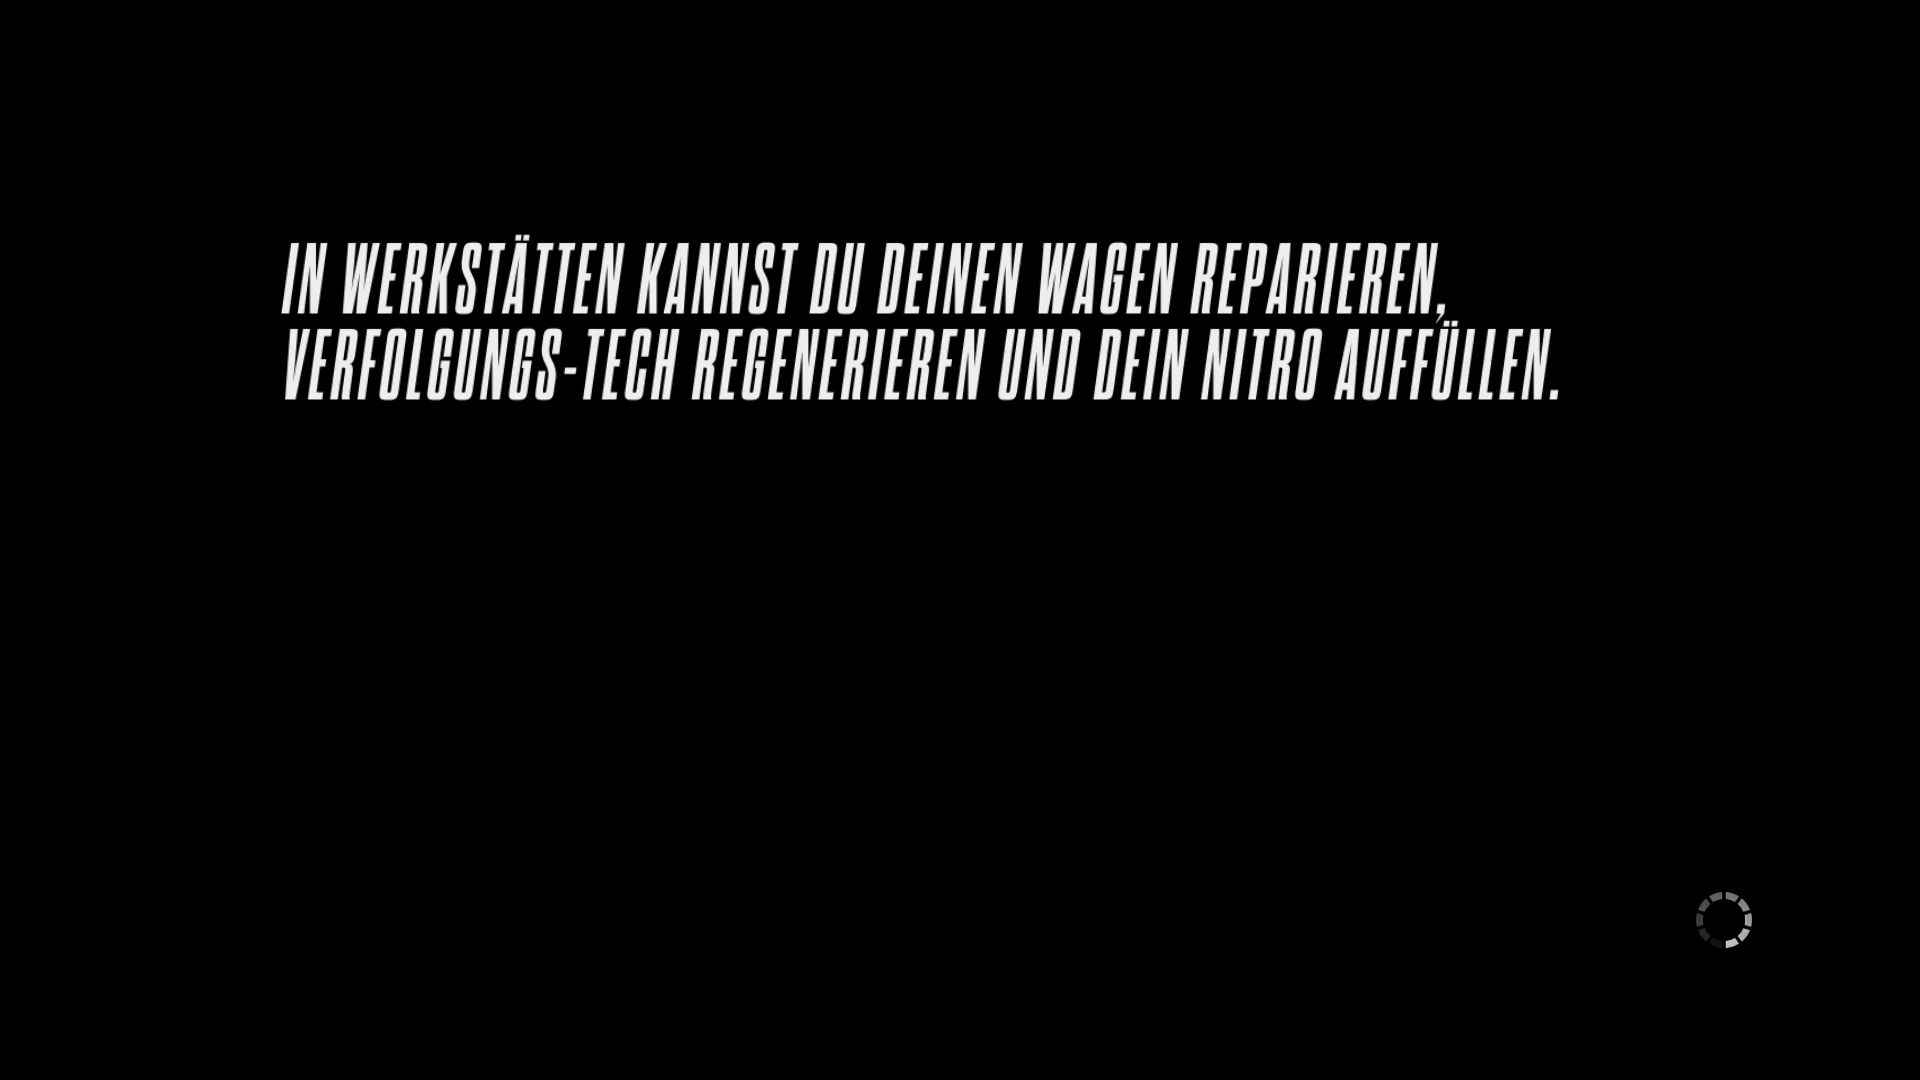 IN WERKSTÄTTEN KANNST DU DEINEN WAGEN REPARIEREN,
VERFOLGUNGS-TECH REGENERIEREN UND DEIN NITRO AUFFÜLLEN.